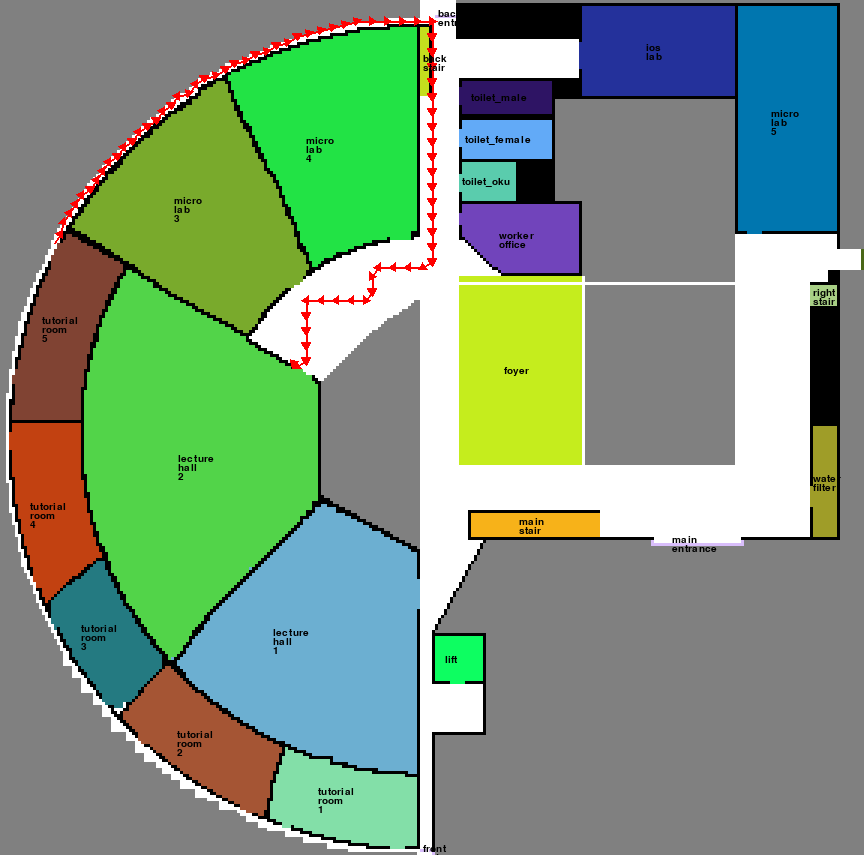 back
entr
ios
lab
back
stair
toilet_male
micro
lab
5
toilet_female
micro
lab
4
toilet_oku
micro
lab
3
worker
office
right
stair
tutorial
room
5
foyer
lecture
hall
2
water
filter
tutorial
room
4
main
stair
main
entrance
tutorial
room
3
lecture
hall
1
lift
tutorial
room
2
tutorial
room
1
front